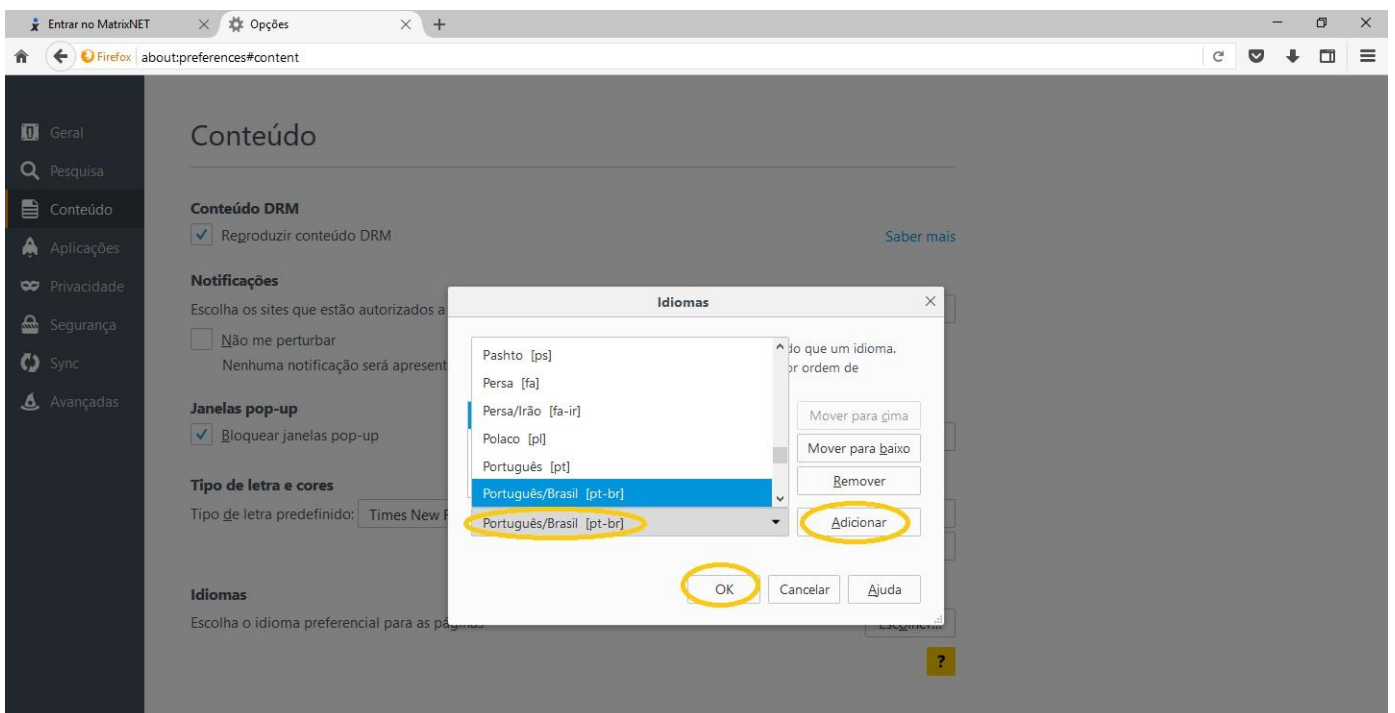 Entrar no MatrixNET
Opções
Firefox about:preferences#content
Geral
Pesquisa
Conteúdo
Aplicações
Privacidade
Segurança
Sync
Avançadas
Conteúdo
Conteúdo DRM
Reproduzir conteúdo DRM
Saber mais
Notificações
Escolha os sites que estão autorizados a
Não me perturbar
Nenhuma notificação será apresent
Janelas pop-up
Bloquear janelas pop-up
Tipo de letra e cores
Tipo de letra predefinido: Times New
Idiomas
Escolha o idioma preferencial para as
?
Idiomas
do que um idioma.
or ordem de
Pashto [ps]
Persa [fa]
Persa/Irão [fa-ir]
Polaco [pl]
Português [pt]
Português/Brasil [pt-br]
Português/Brasil [pt-br]
Mover para cima
Mover para baixo
Remover
Adicionar
OK
Cancelar
Ajuda